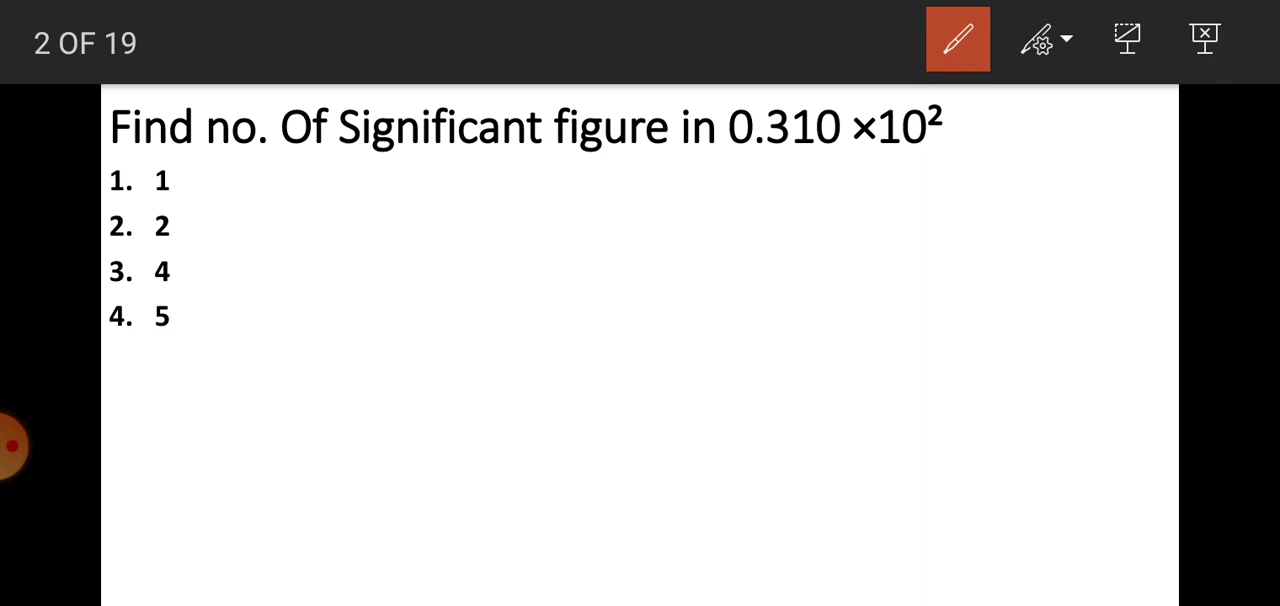 2 OF 19
Find no. Of Significant figure in 0.310 ×10²
1. 1
2. 2
3. 4
4. 5